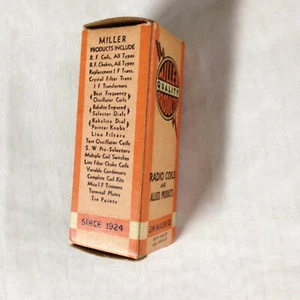 MILLER
PRODUCTS INCLUDE
R. F. Coils, All Types
R. F. Chokes, All Types
Replacement I F Trans.
Crystal Filter Trans
I F Transformers
Beat Frequency
Oscillator Coils
Bakelite Engraved
Selector Dials
Bakelite Dial
Pointer Knobs
Line Filters
Test Oscillator Coils
S. W Pre-Selectors
Multiple Coil Switches
Line Filter Choke Coils
Variable Condensers
Complete Coil Kits
Mica I.F Trimmers
Terminal Plates
Tie Points
SINCE 1924
MILLER
QUALITY
PRODUCTS
RADIO COILS
AND
ALLIED PRODUCTS
J.W. MILLER CO.